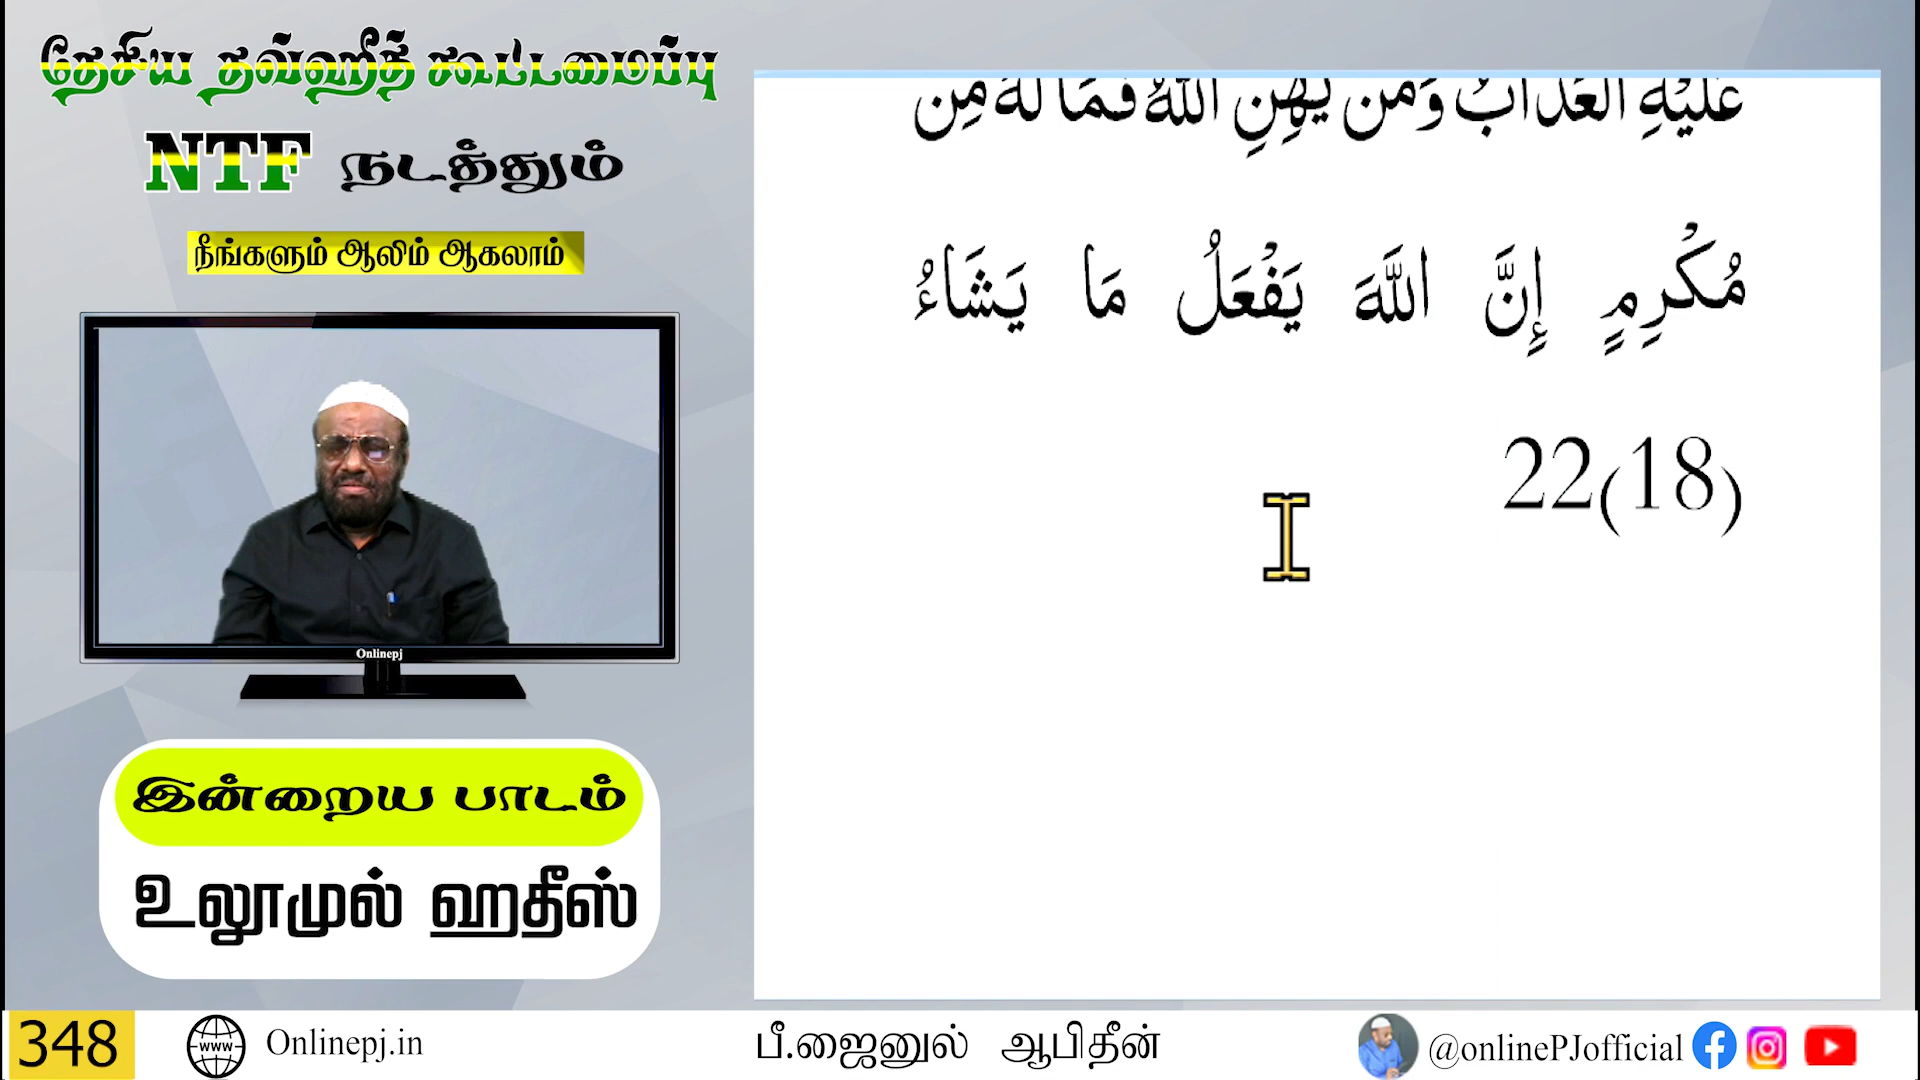 தேசிய தவ்ஹீத் கூட்டமைப்பு
NTF நடத்தும்
நீங்களும் ஆலிம் ஆகலாம்
Onlinepj
இன்றைய பாடம்
உலூமுல் ஹதீஸ்
عَلَيْهِ الْعَذَابُ وَمَن يُهِنِ اللَّهُ فَمَا لَهُ مِن
مُكْرِمٍ إِنَّ اللَّهَ يَفْعَلُ مَا يَشَاءُ
22(18)
348
www
Onlinepj.in
பீ.ஜைனுல் ஆபிதீன்
@onlinePJofficial